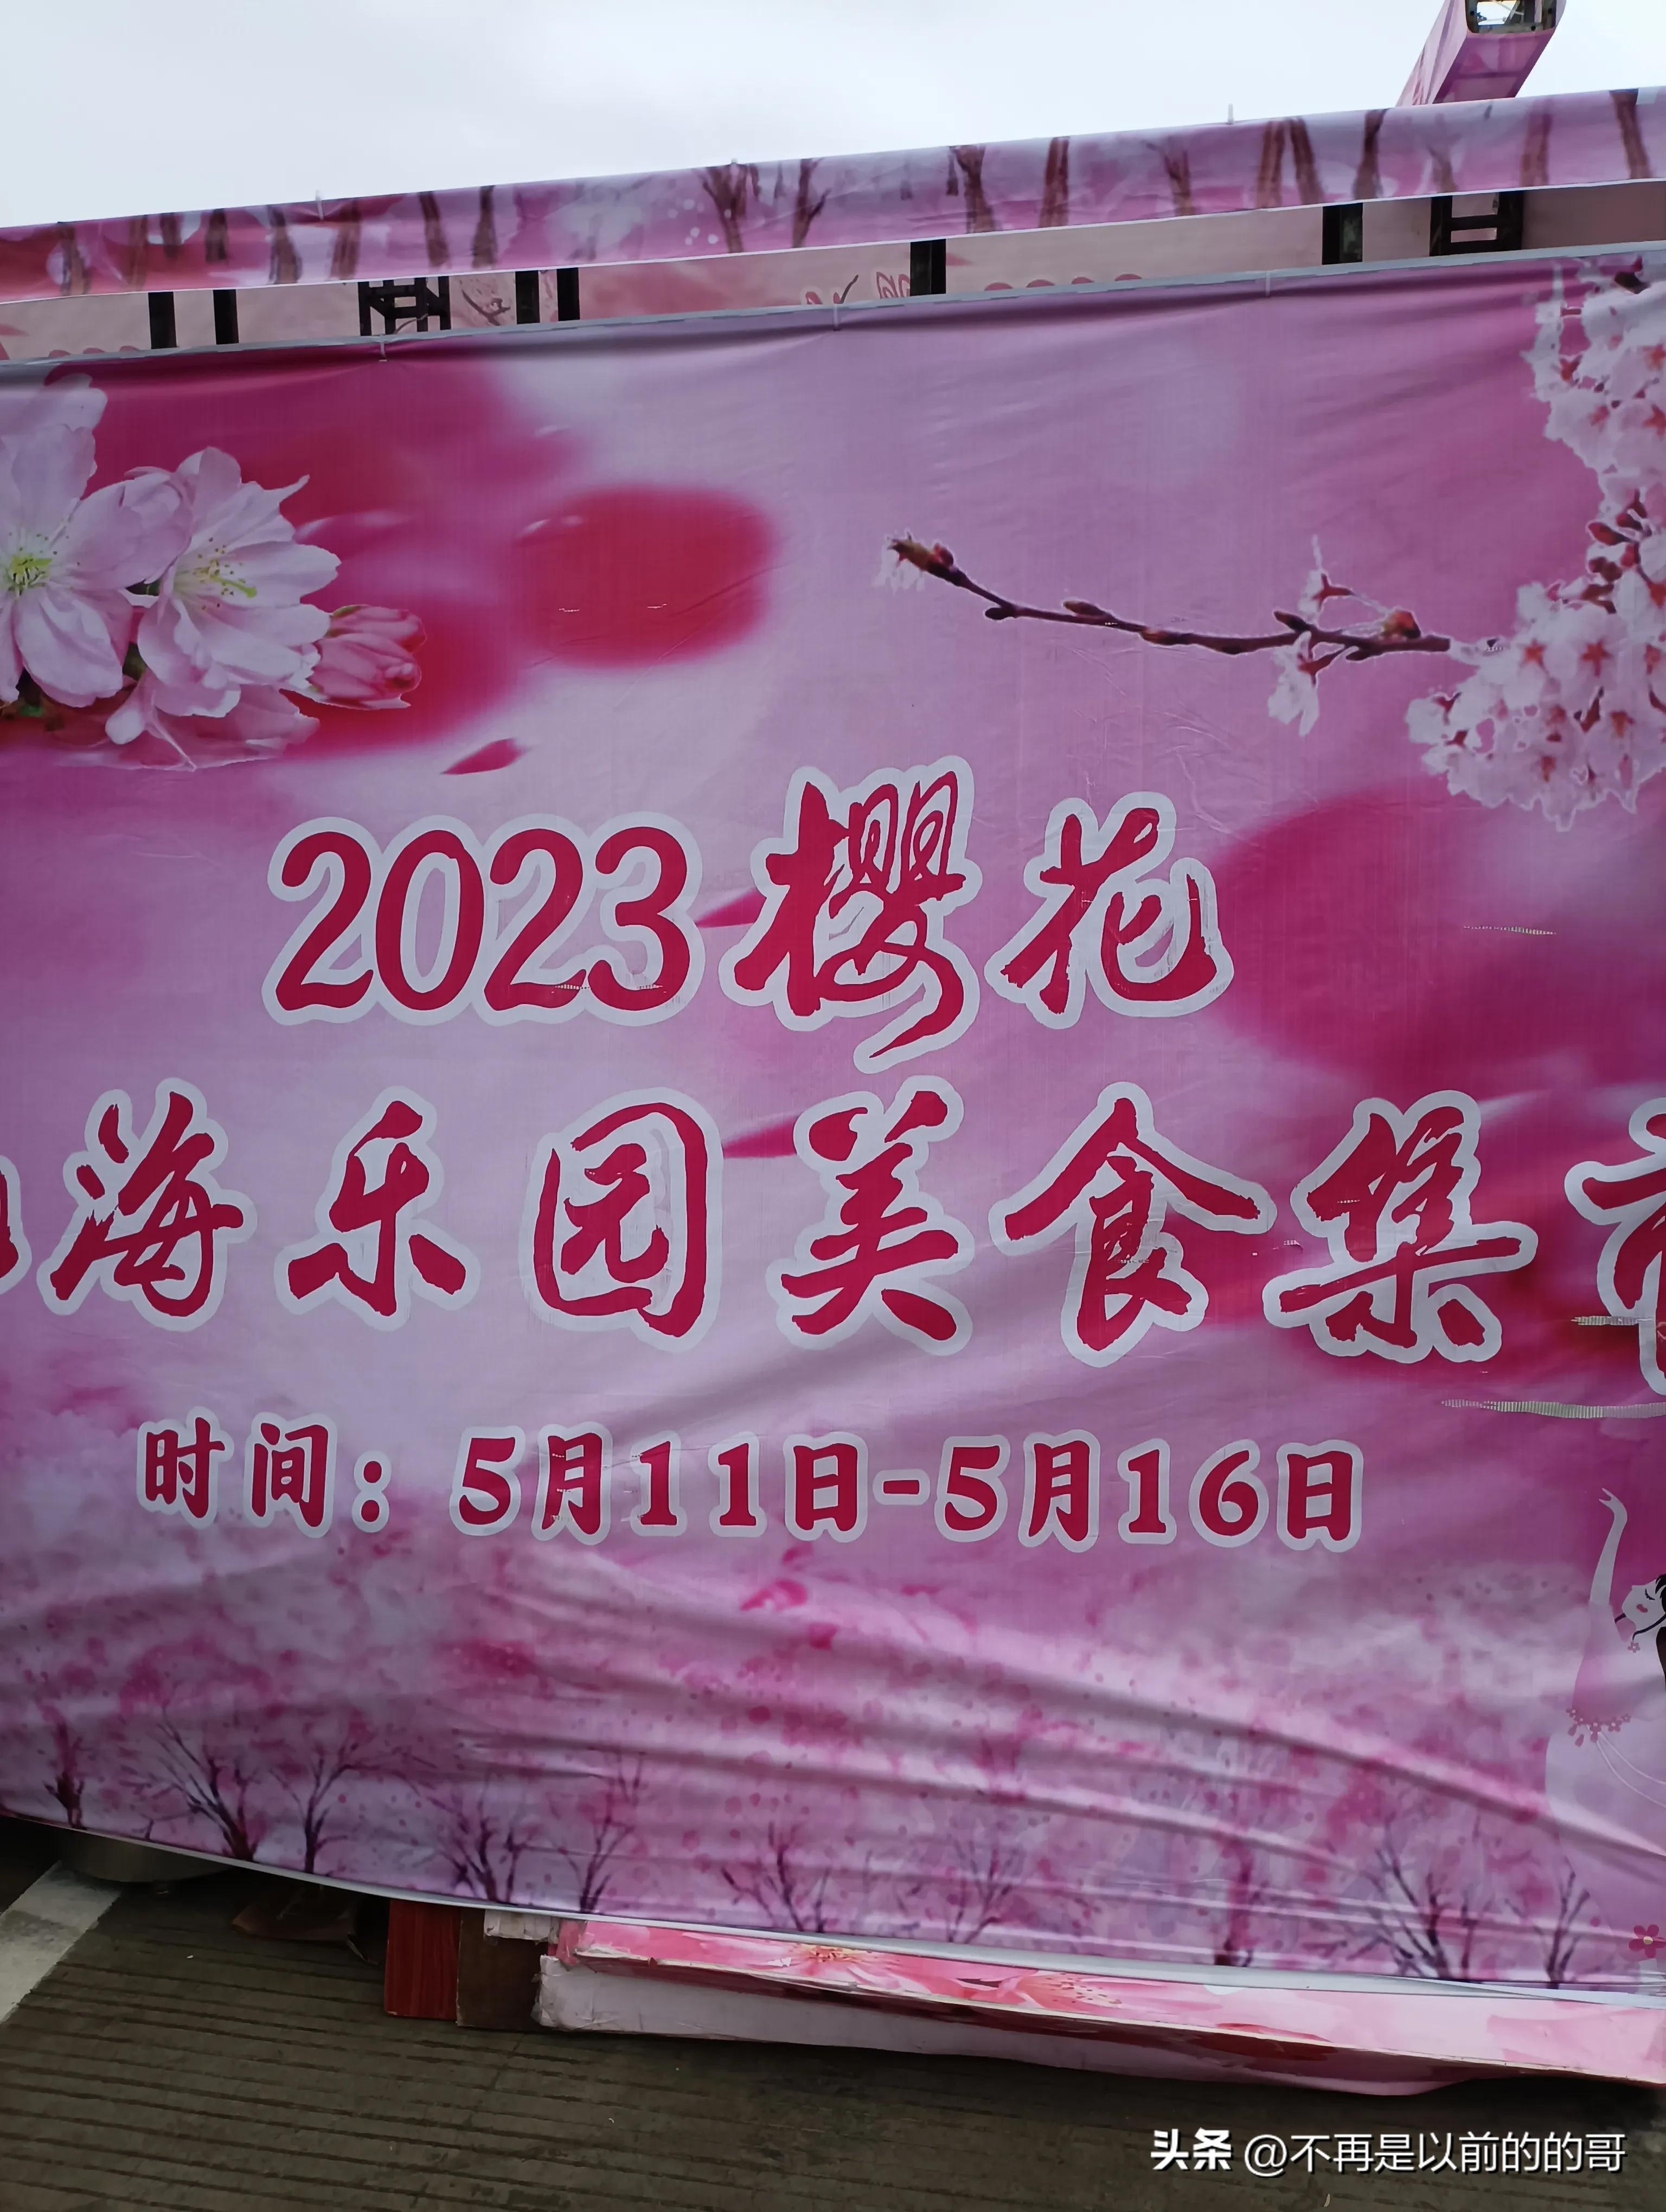 2023樱花
海乐园美食集
时间：5月11日-5月16日
头条 @不再是以前的的哥